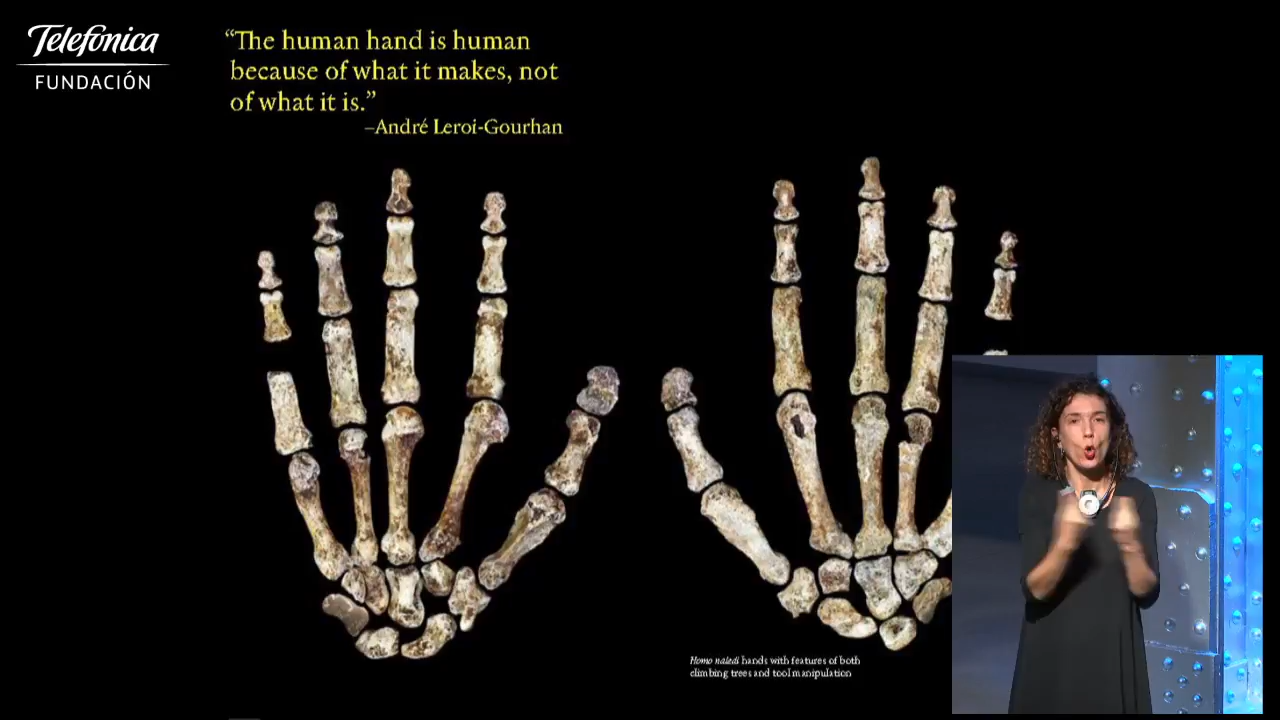 Telefónica
FUNDACIÓN
“The human hand is human
because of what it makes, not
of what it is.”
–André Leroi-Gourhan
Homo naledi hands with features of both
climbing trees and tool manipulation